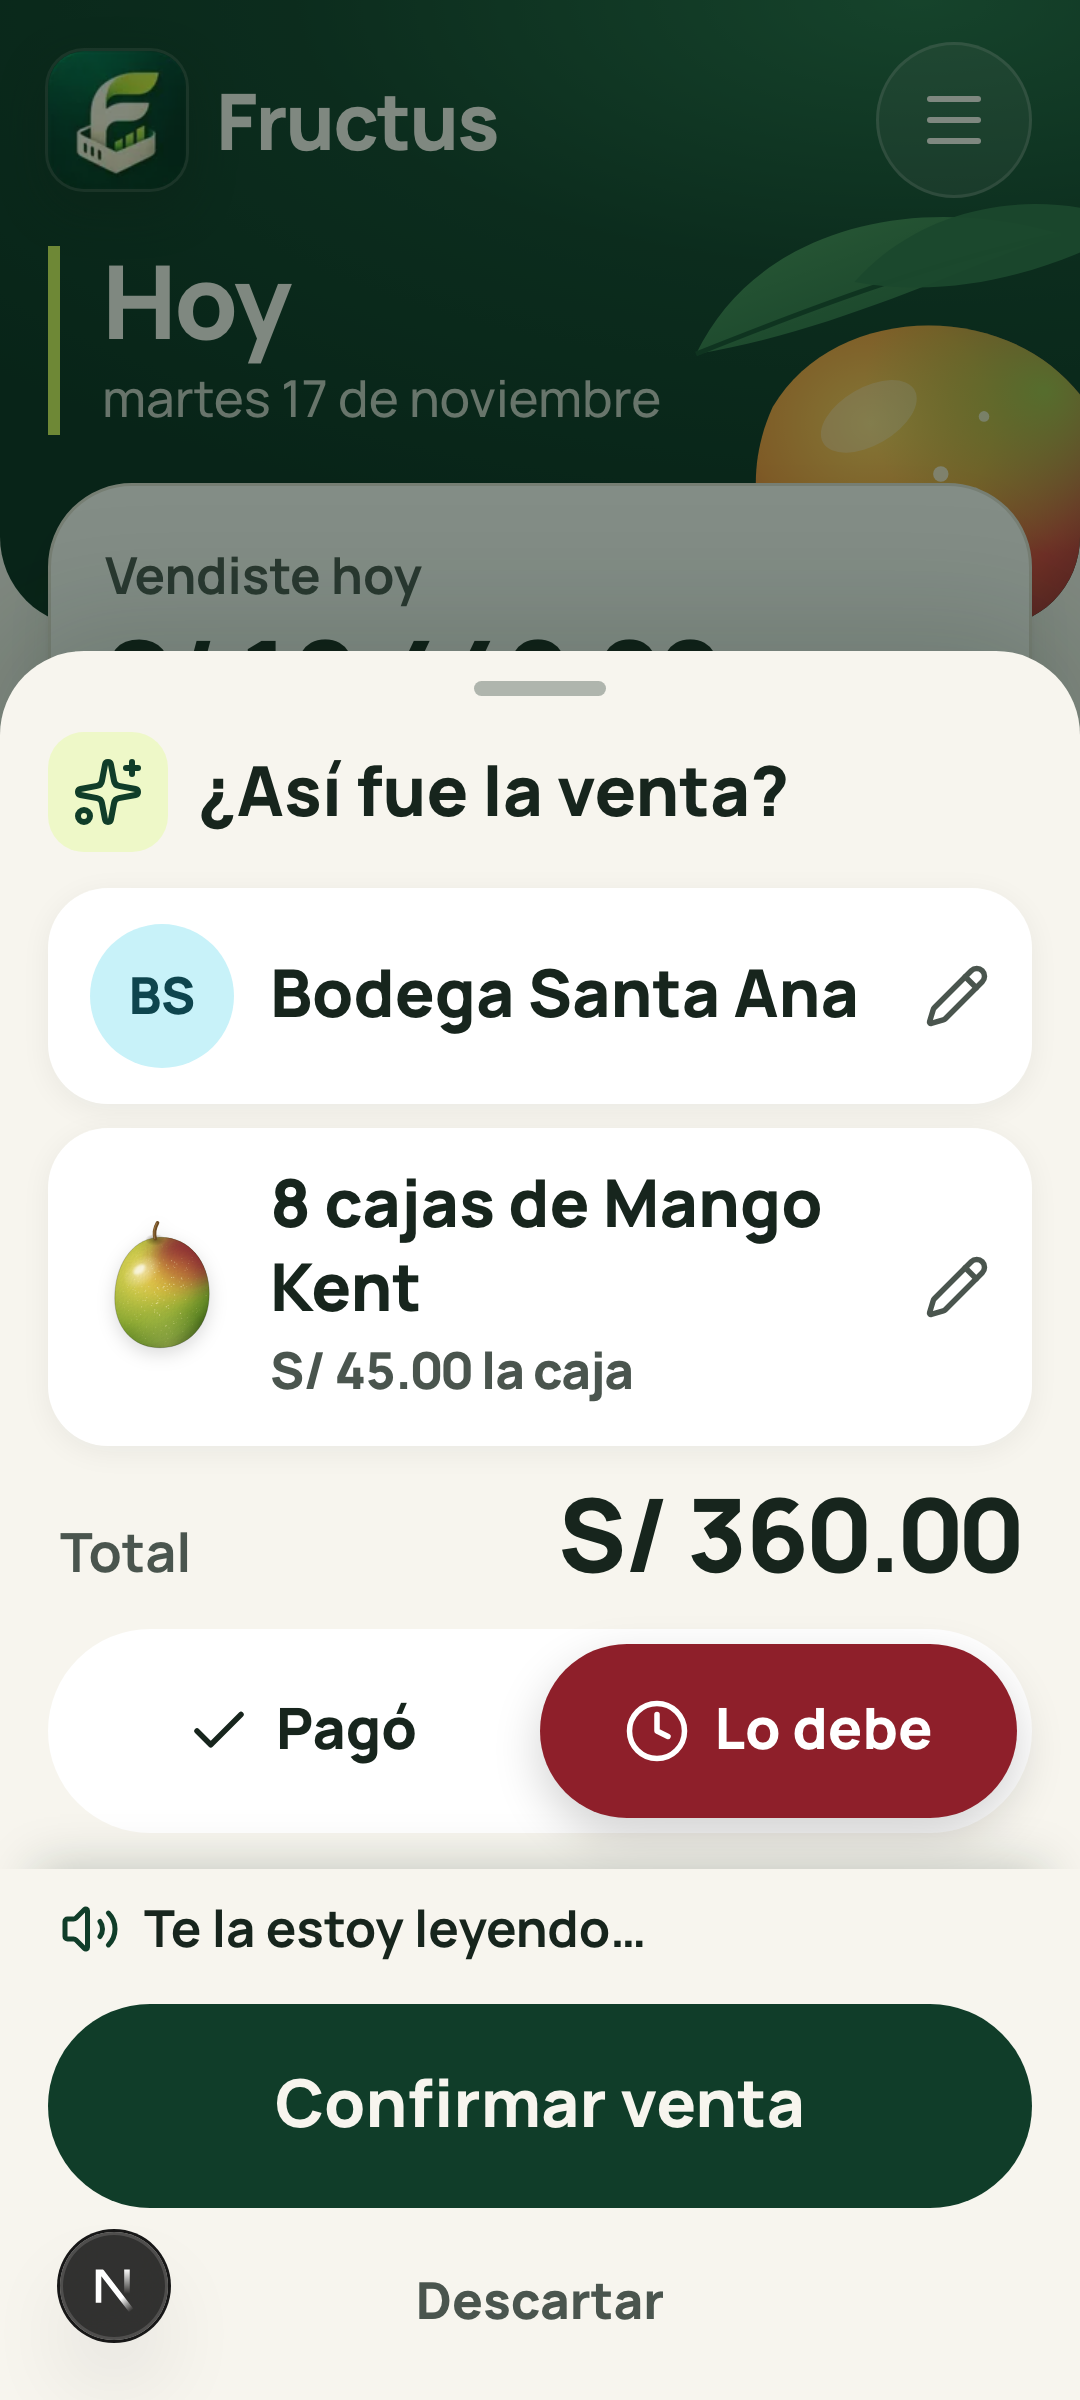 Fructus
Hoy
martes 17 de noviembre
Vendiste hoy
¿Así fue la venta?
BS
Bodega Santa Ana
8 cajas de Mango
Kent
S/ 45.00 la caja
Total
S/ 360.00
Pagó
Lo debe
Te la estoy leyendo...
Confirmar venta
N
Descartar